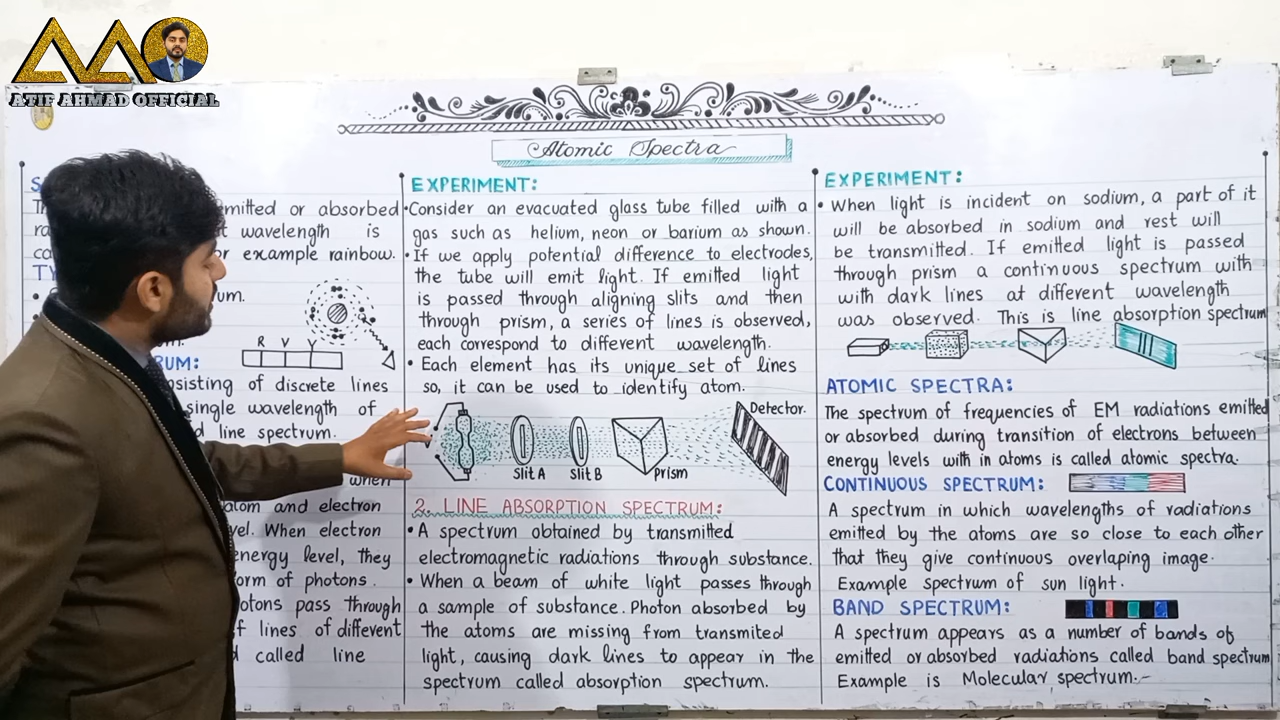 ATIF AHMAD OFFICIAL
Atomic Spectra
emitted or absorbed
wavelength is
or example rainbow.
R V Y
UM:
nsisting of discrete lines
single wavelength of
line spectrum.
when
atom and electron
vel. When electron
energy level, they
orm of photons.
otons pass through
f lines of different
called line
EXPERIMENT:
•Consider an evacuated glass tube filled with a
gas such as helium, neon or barium as shown.
•If we apply potential difference to electrodes,
the tube will emit light. If emitted light
is passed through aligning slits and then
through prism, a series of lines is observed,
each correspond to different wavelength.
• Each element has its unique set of lines
so, it can be used to identify atom.
Detector.
Slit A Slit B Prism
2. LINE ABSORPTION SPECTRUM:
• A spectrum obtained by transmitted
electromagnetic radiations through substance.
• When a beam of white light passes through
a sample of substance. Photon absorbed by
the atoms are missing from transmited
light, causing dark lines to appear in the
spectrum called absorption spectrum.
EXPERIMENT:
• When light is incident on sodium, a part of it
will be absorbed in sodium and rest will
be transmitted. If emitted light is passed
through prism a continuous spectrum with
with dark lines at different wavelength
was observed. This is line absorption spectrum
ATOMIC SPECTRA:
The spectrum of frequencies of EM radiations emitted
or absorbed during transition of electrons between
energy levels with in atoms is called atomic spectra.
CONTINUOUS SPECTRUM:
A spectrum in which wavelengths of radiations
emitted by the atoms are so close to each other
that they give continuous overlaping image.
Example spectrum of sun light.
BAND SPECTRUM:
A spectrum appears as a number of bands of
emitted or absorbed radiations called band spectrum
Example is Molecular spectrum.-